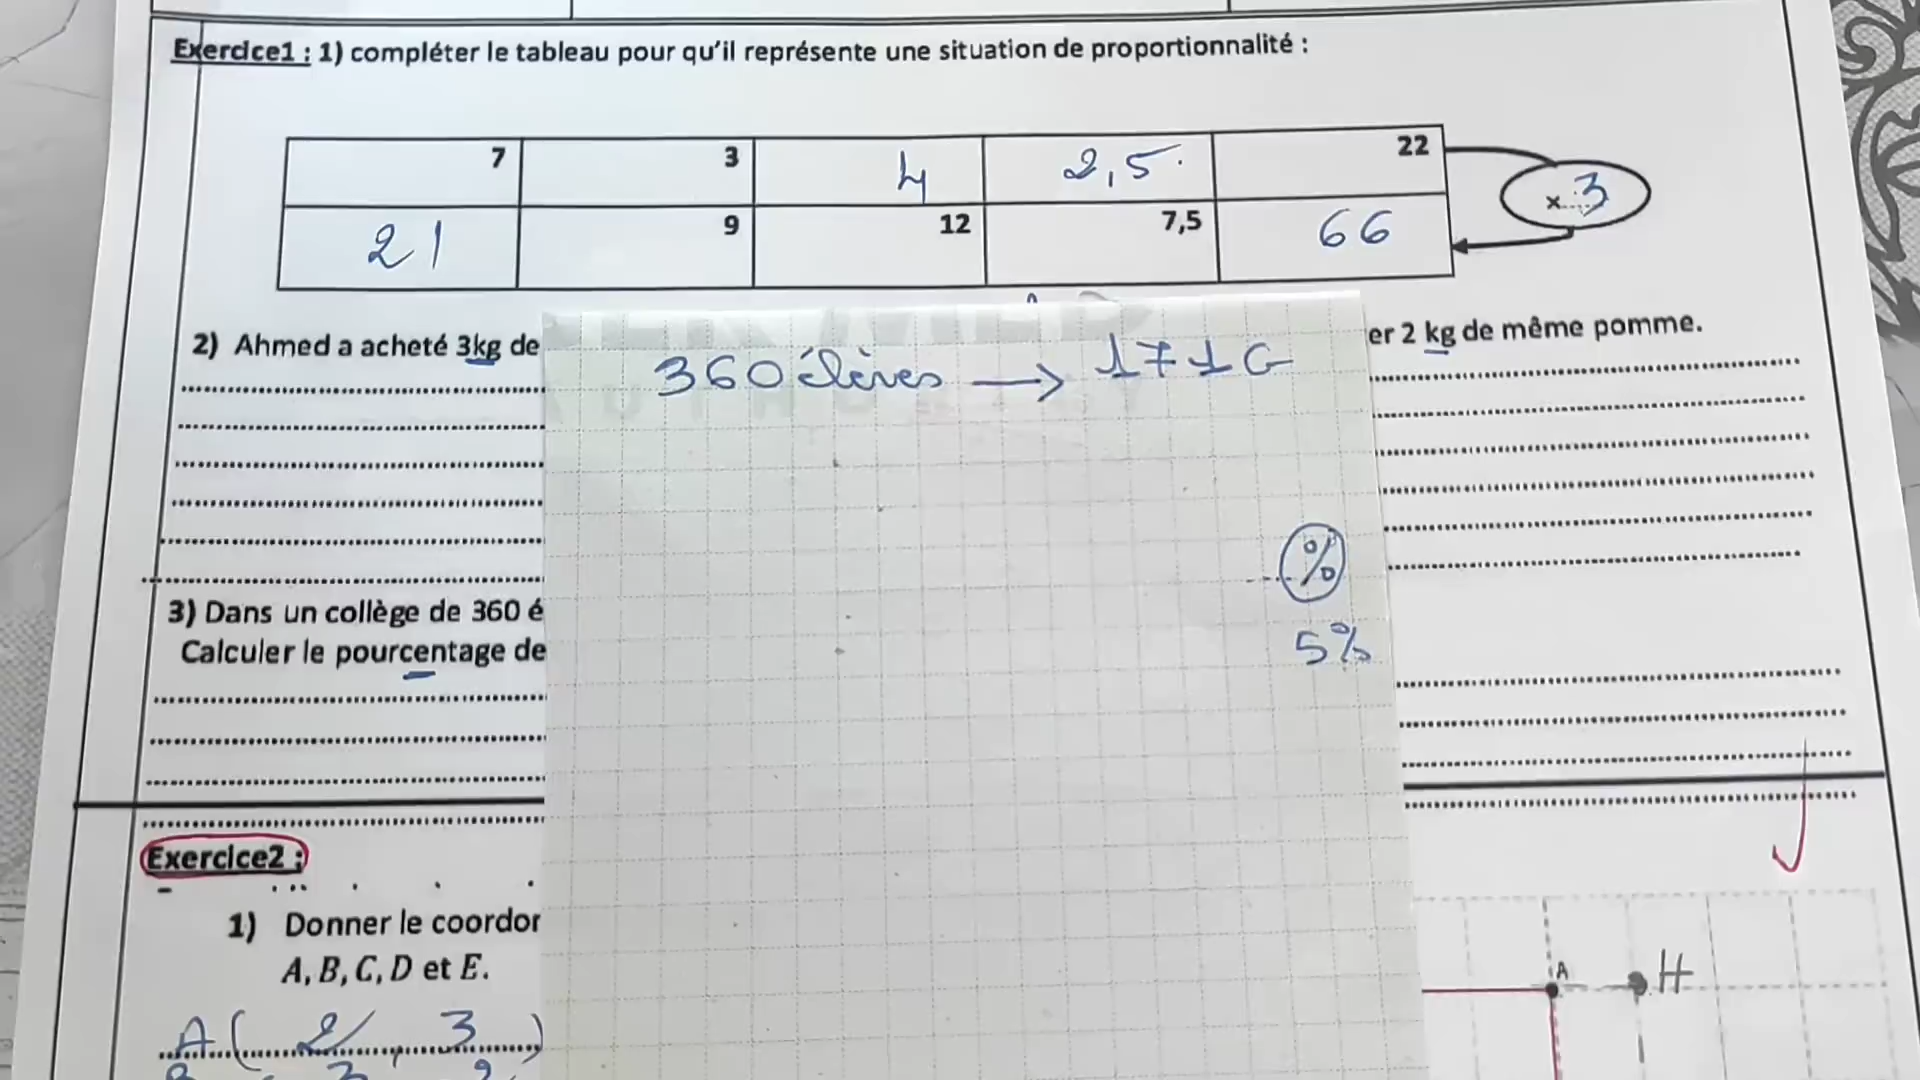 Exercice1 : 1) compléter le tableau pour qu'il représente une situation de proportionnalité :
7 3 4 2,5 22
× 3
21 9 12 7,5 66
2) Ahmed a acheté 3kg de
er 2 kg de même pomme.
360 élèves → 171 G
%
5%
3) Dans un collège de 360 é
Calculer le pourcentage de
Exercice2 :
1) Donner le coordon
A, B, C, D et E.
A H
A ( 2 , 3 )